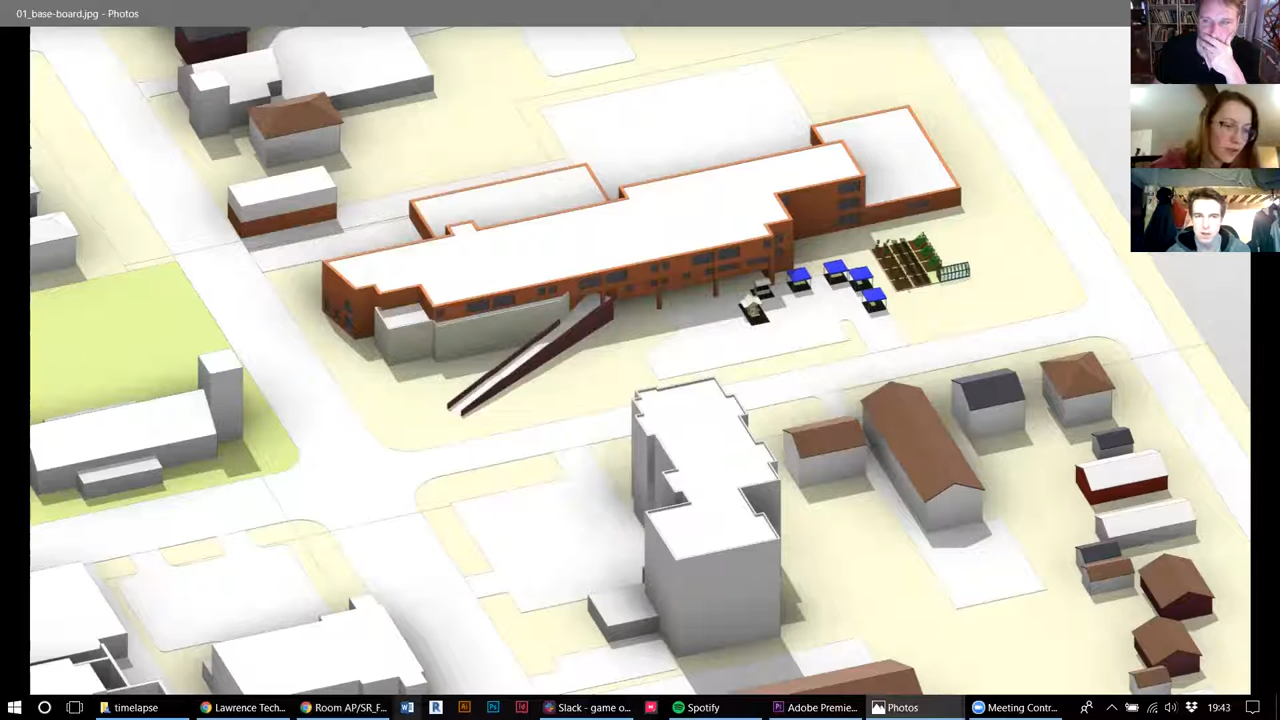 01_base-board.jpg - Photos
timelapse
Lawrence Tech...
Room AP/SR_F...
Slack - game o...
Spotify
Adobe Premie...
Photos
Meeting Contr...
19:43